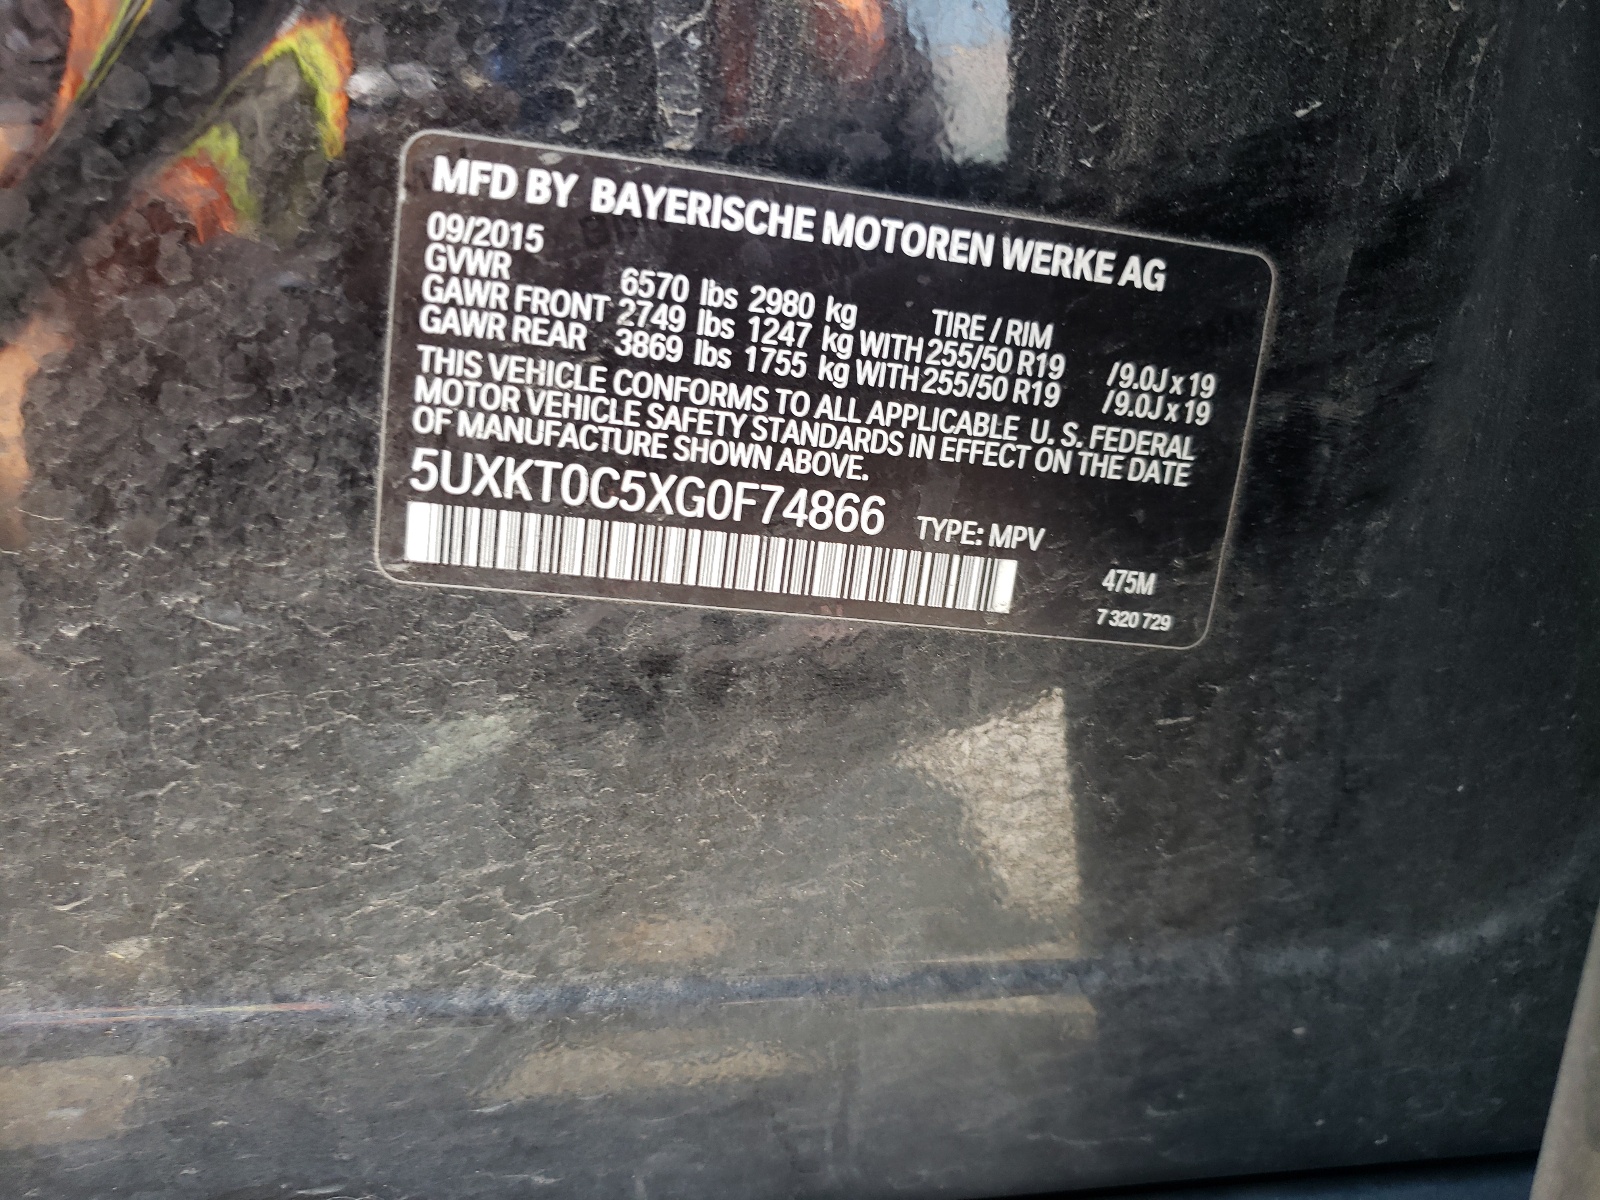 MFD BY BAYERISCHE MOTOREN WERKE AG
09/2015
GVWR 6570 lbs 2980 kg TIRE / RIM
GAWR FRONT 2749 lbs 1247 kg WITH 255/50 R19 /9.0J x 19
GAWR REAR 3869 lbs 1755 kg WITH 255/50 R19 /9.0J x 19
THIS VEHICLE CONFORMS TO ALL APPLICABLE U. S. FEDERAL
MOTOR VEHICLE SAFETY STANDARDS IN EFFECT ON THE DATE
OF MANUFACTURE SHOWN ABOVE.
5UXKT0C5XG0F74866 TYPE: MPV
475M
7 320 729